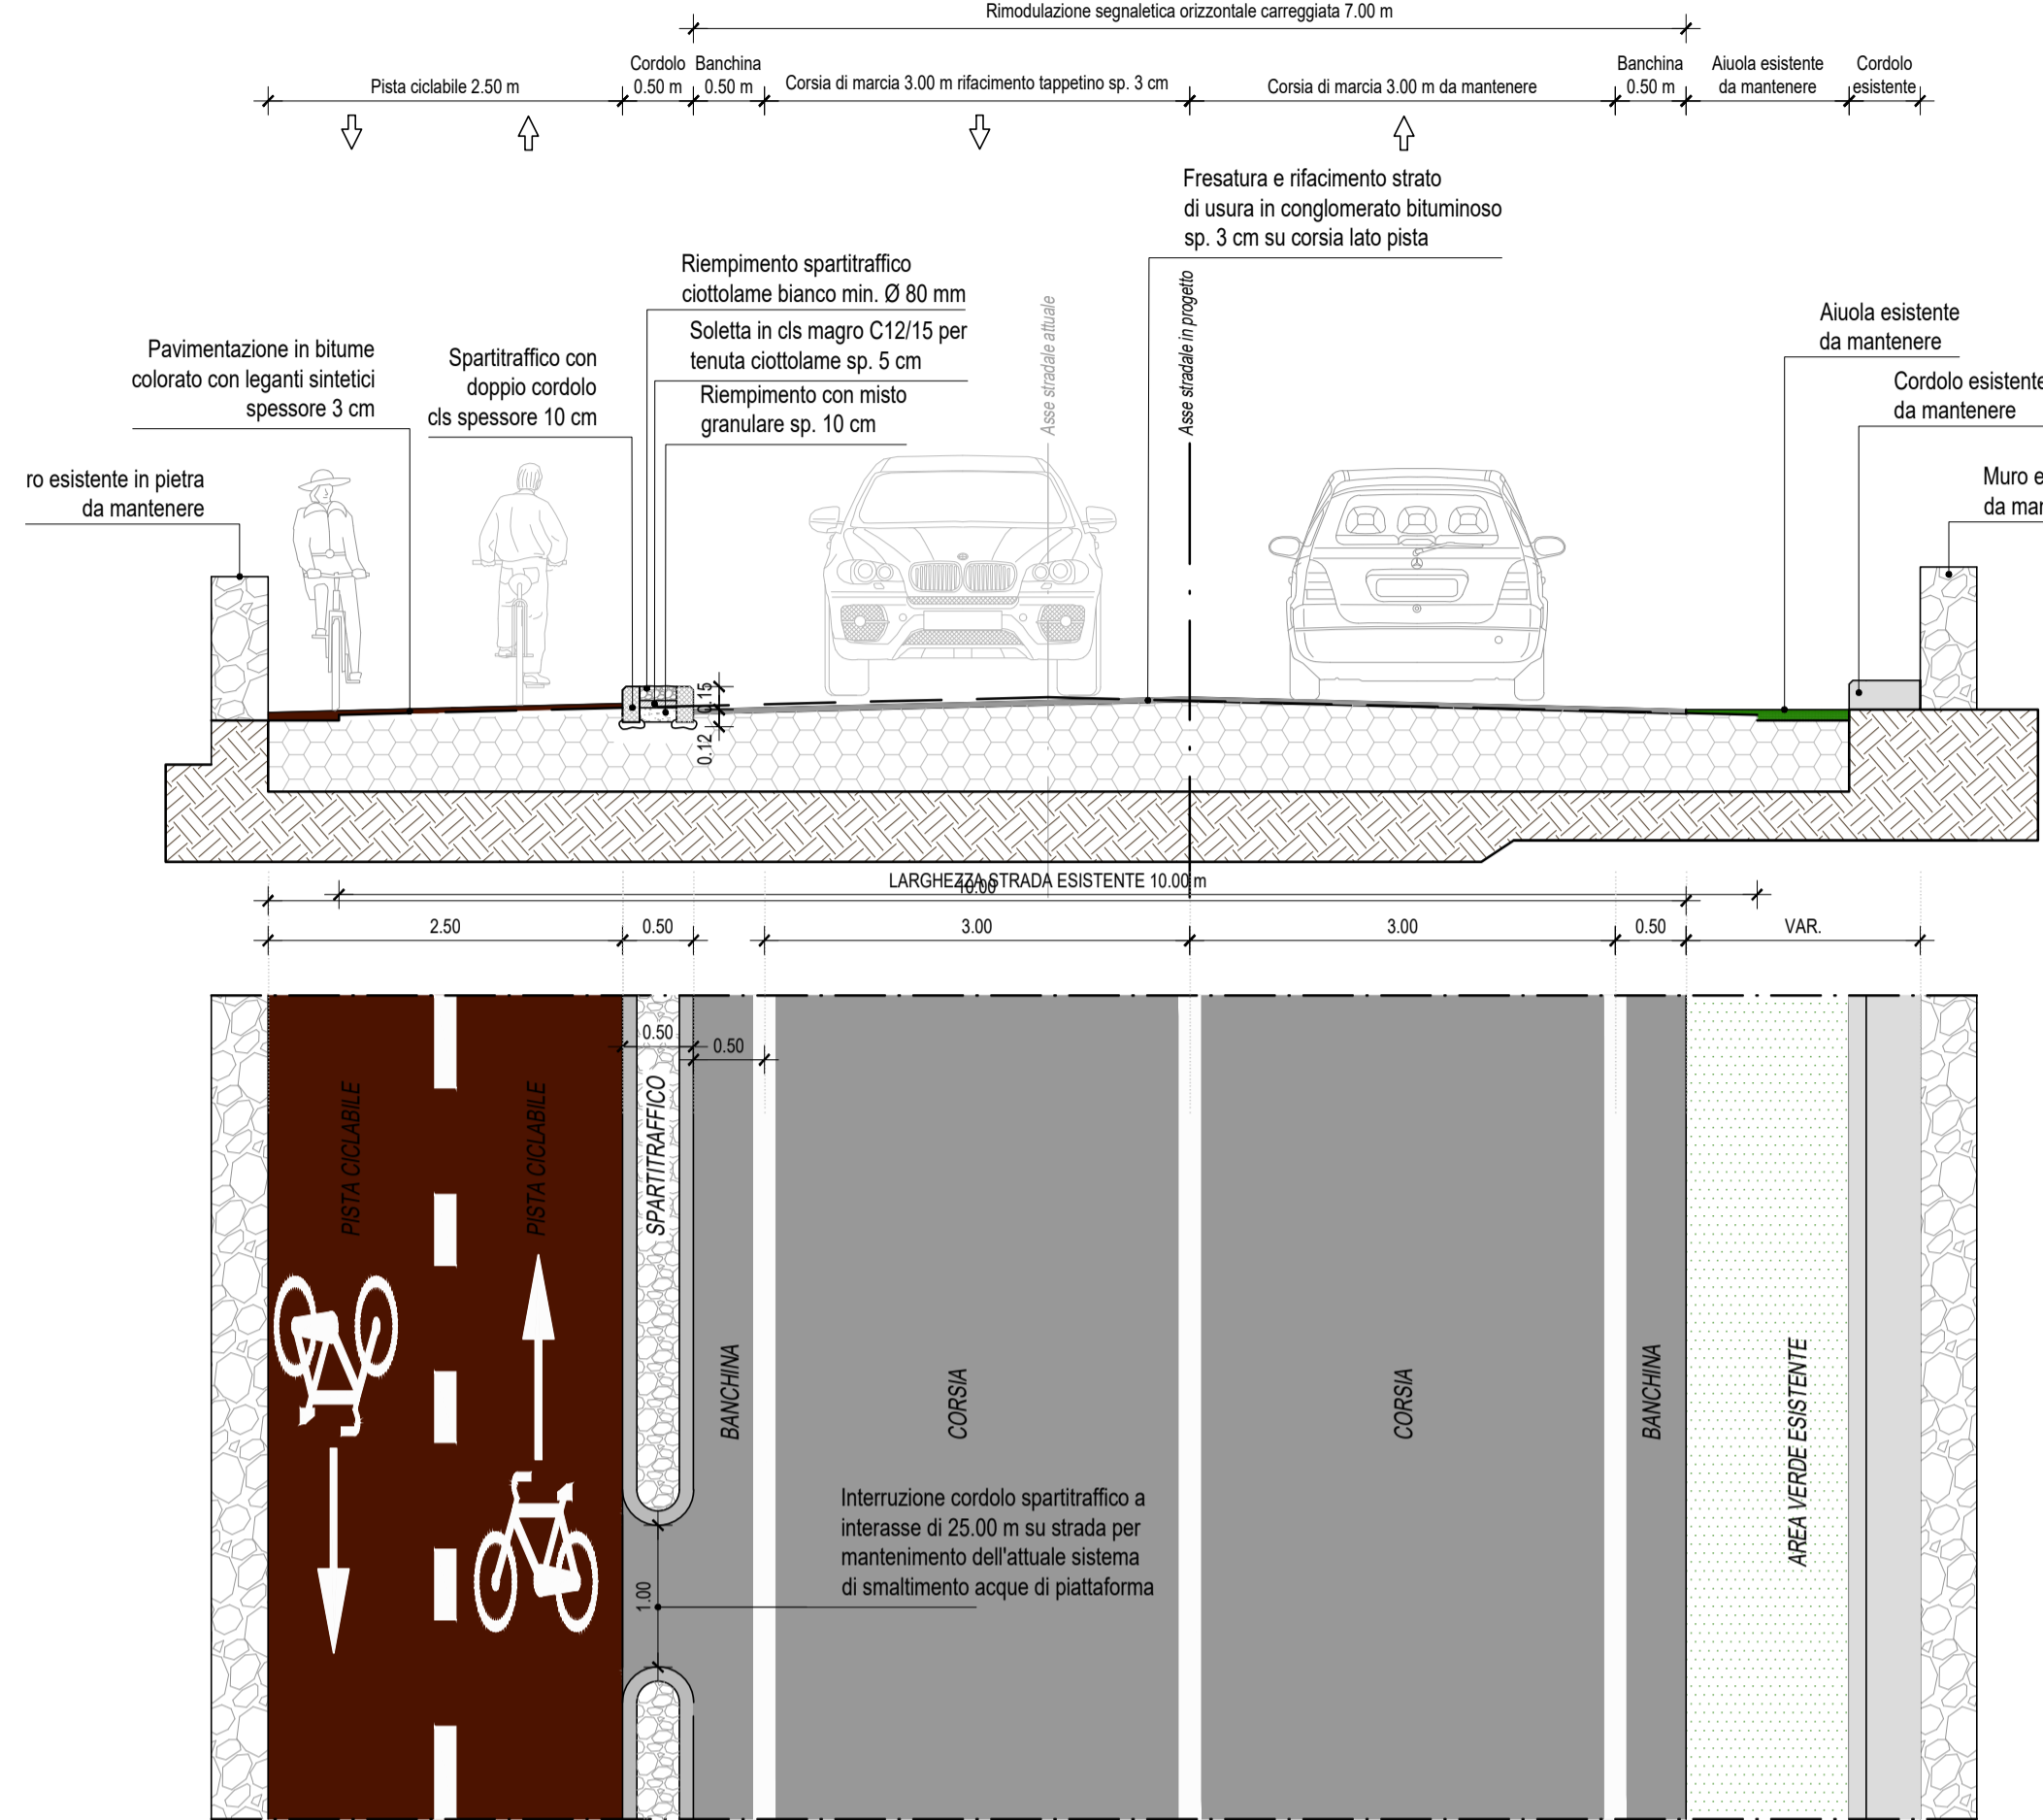 Rimodulazione segnaletica orizzontale carreggiata 7.00 m
Pista ciclabile 2.50 m
Cordolo
0.50 m
Banchina
0.50 m
Corsia di marcia 3.00 m rifacimento tappetino sp. 3 cm
Corsia di marcia 3.00 m da mantenere
Banchina
0.50 m
Aiuola esistente
da mantenere
Cordolo
esistente
Fresatura e rifacimento strato
di usura in conglomerato bituminoso
sp. 3 cm su corsia lato pista
Riempimento spartitraffico
ciottolame bianco min. Ø 80 mm
Soletta in cls magro C12/15 per
tenuta ciottolame sp. 5 cm
Riempimento con misto
granulare sp. 10 cm
Asse stradale attuale
Asse stradale in progetto
Pavimentazione in bitume
colorato con leganti sintetici
spessore 3 cm
Spartitraffico con
doppio cordolo
cls spessore 10 cm
Aiuola esistente
da mantenere
Cordolo esistente
da mantenere
ro esistente in pietra
da mantenere
Muro e
da man
0.15
0.12
LARGHEZZA STRADA ESISTENTE 10.00 m
10.00
2.50
0.50
3.00
3.00
0.50
VAR.
0.50
0.50
PISTA CICLABILE
PISTA CICLABILE
SPARTITRAFFICO
BANCHINA
CORSIA
CORSIA
BANCHINA
AREA VERDE ESISTENTE
Interruzione cordolo spartitraffico a
interasse di 25.00 m su strada per
mantenimento dell'attuale sistema
di smaltimento acque di piattaforma
1.00